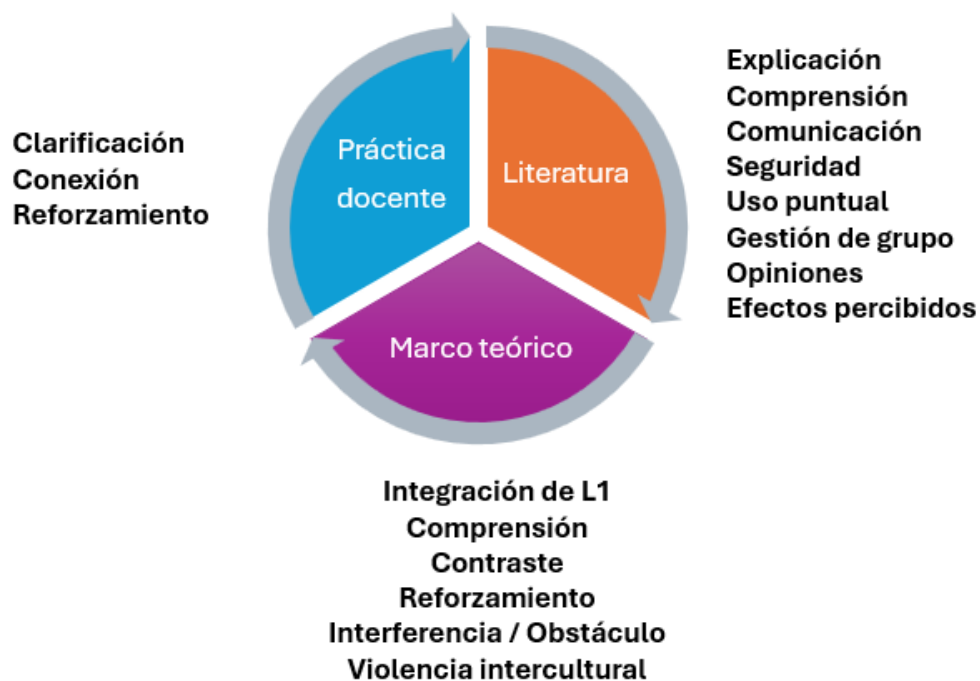 Clarificación
Conexión
Reforzamiento
Práctica
docente
Literatura
Explicación
Comprensión
Comunicación
Seguridad
Uso puntual
Gestión de grupo
Opiniones
Efectos percibidos
Marco teórico
Integración de L1
Comprensión
Contraste
Reforzamiento
Interferencia / Obstáculo
Violencia intercultural